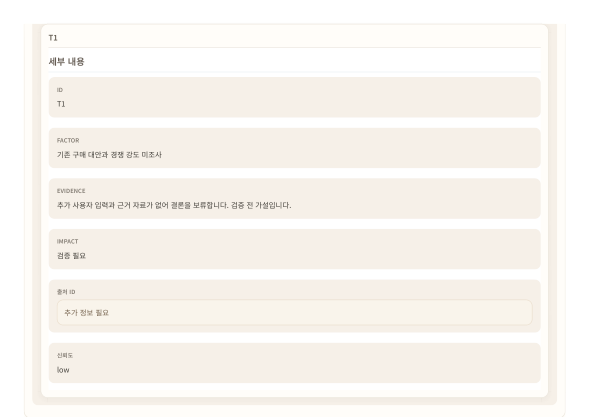 T1
세부 내용
ID
T1
FACTOR
기존 구매 대안과 경쟁 강도 미조사
EVIDENCE
추가 사용자 입력과 근거 자료가 없어 결론을 보류합니다. 검증 전 가설입니다.
IMPACT
검증 필요
출처 ID
추가 정보 필요
신뢰도
low